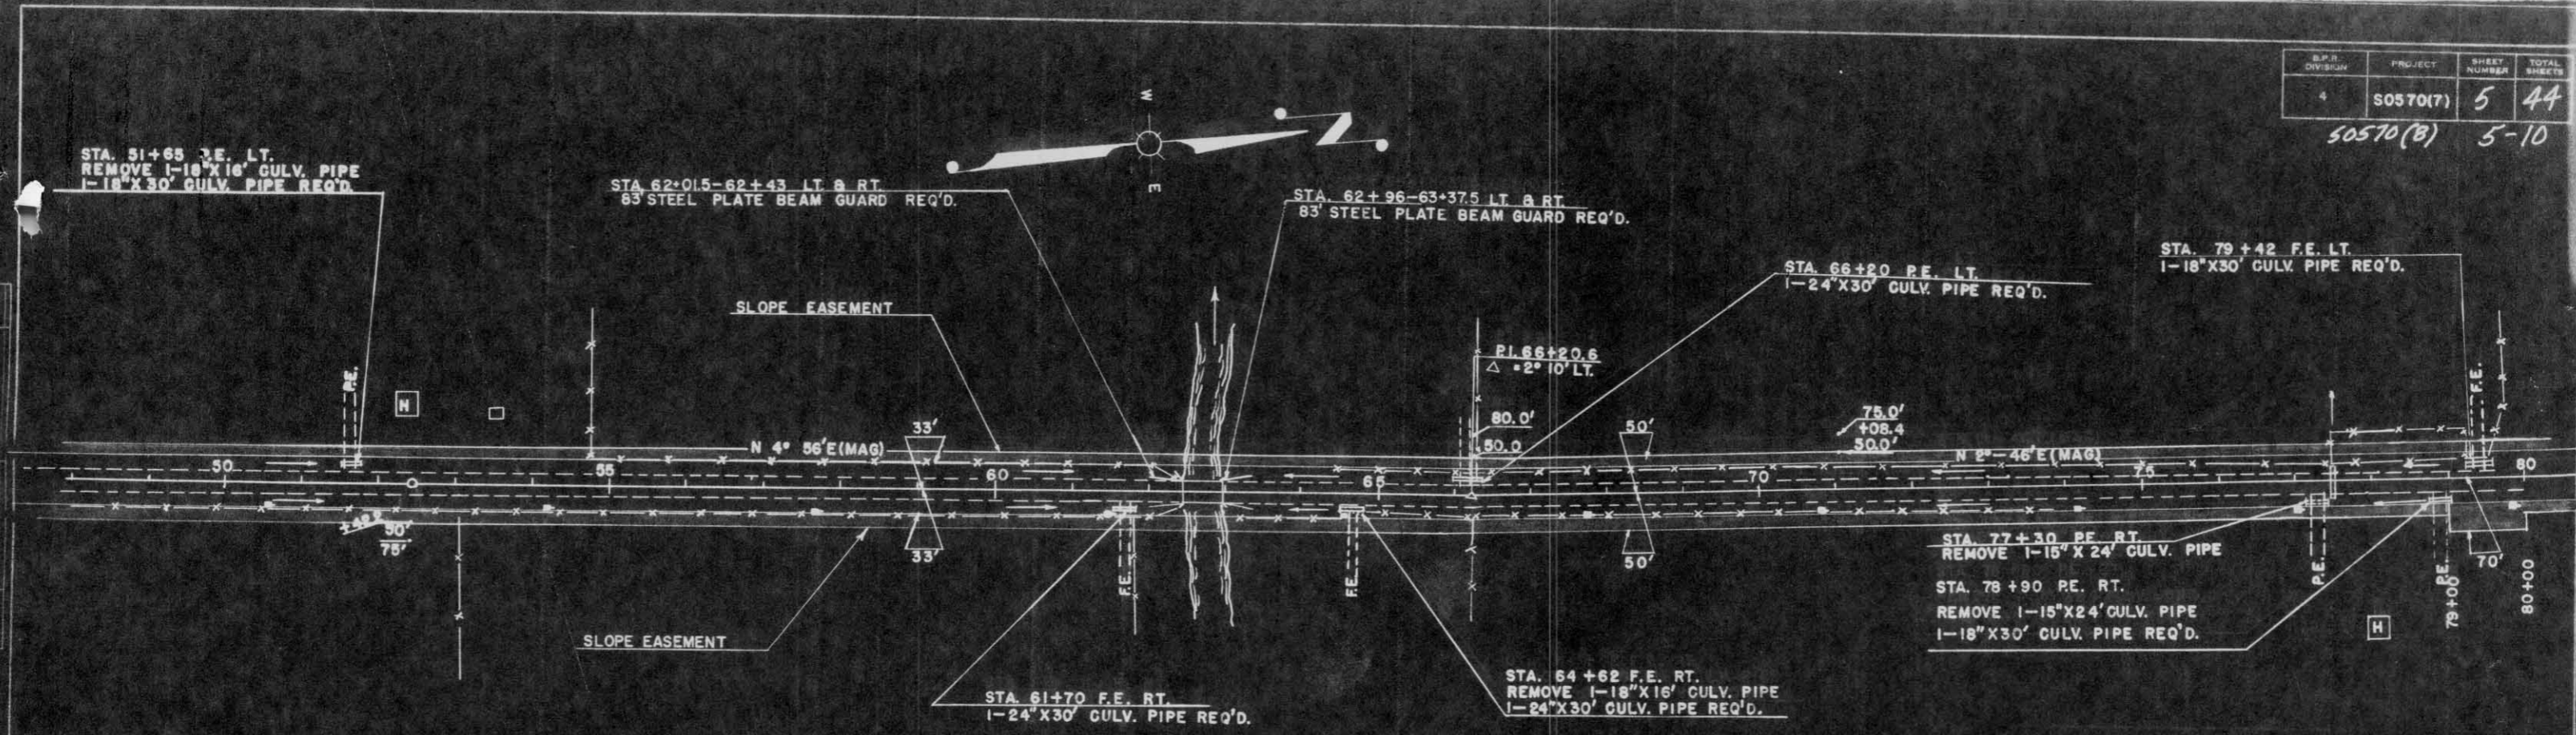 B.P.R. DIVISION PROJECT SHEET NUMBER TOTAL SHEETS
4 S0570(7) 5 44
S0570(8) 5-10
W
E
STA. 51+65 P.E. LT.
REMOVE 1-18"X16' CULV. PIPE
1-18"X30' CULV. PIPE REQ'D.
STA. 62+01.5-62+43 LT. & RT.
83' STEEL PLATE BEAM GUARD REQ'D.
STA. 62+96-63+37.5 LT. & RT.
83' STEEL PLATE BEAM GUARD REQ'D.
STA. 66+20 P.E. LT.
1-24"X30' CULV. PIPE REQ'D.
STA. 79+42 F.E. LT.
1-18"X30' CULV. PIPE REQ'D.
SLOPE EASEMENT
P.I. 66+20.6
△ = 2° 10' LT.
P.E.
H
F.E.
33'
80.0'
50.0
50'
75.0'
+08.4
50.0'
N 4° 56'E(MAG)
N 2°-46'E(MAG)
50
55
60
65
70
75
80
50'
75'
33'
50'
70'
F.E.
F.E.
P.E.
P.E.
79+00
80+00
H
SLOPE EASEMENT
STA. 77+30 P.E. RT.
REMOVE 1-15" X 24' CULV. PIPE
STA. 78+90 P.E. RT.
REMOVE 1-15"X24' CULV. PIPE
1-18"X30' CULV. PIPE REQ'D.
STA. 61+70 F.E. RT.
1-24"X30' CULV. PIPE REQ'D.
STA. 64+62 F.E. RT.
REMOVE 1-18"X16' CULV. PIPE
1-24"X30' CULV. PIPE REQ'D.